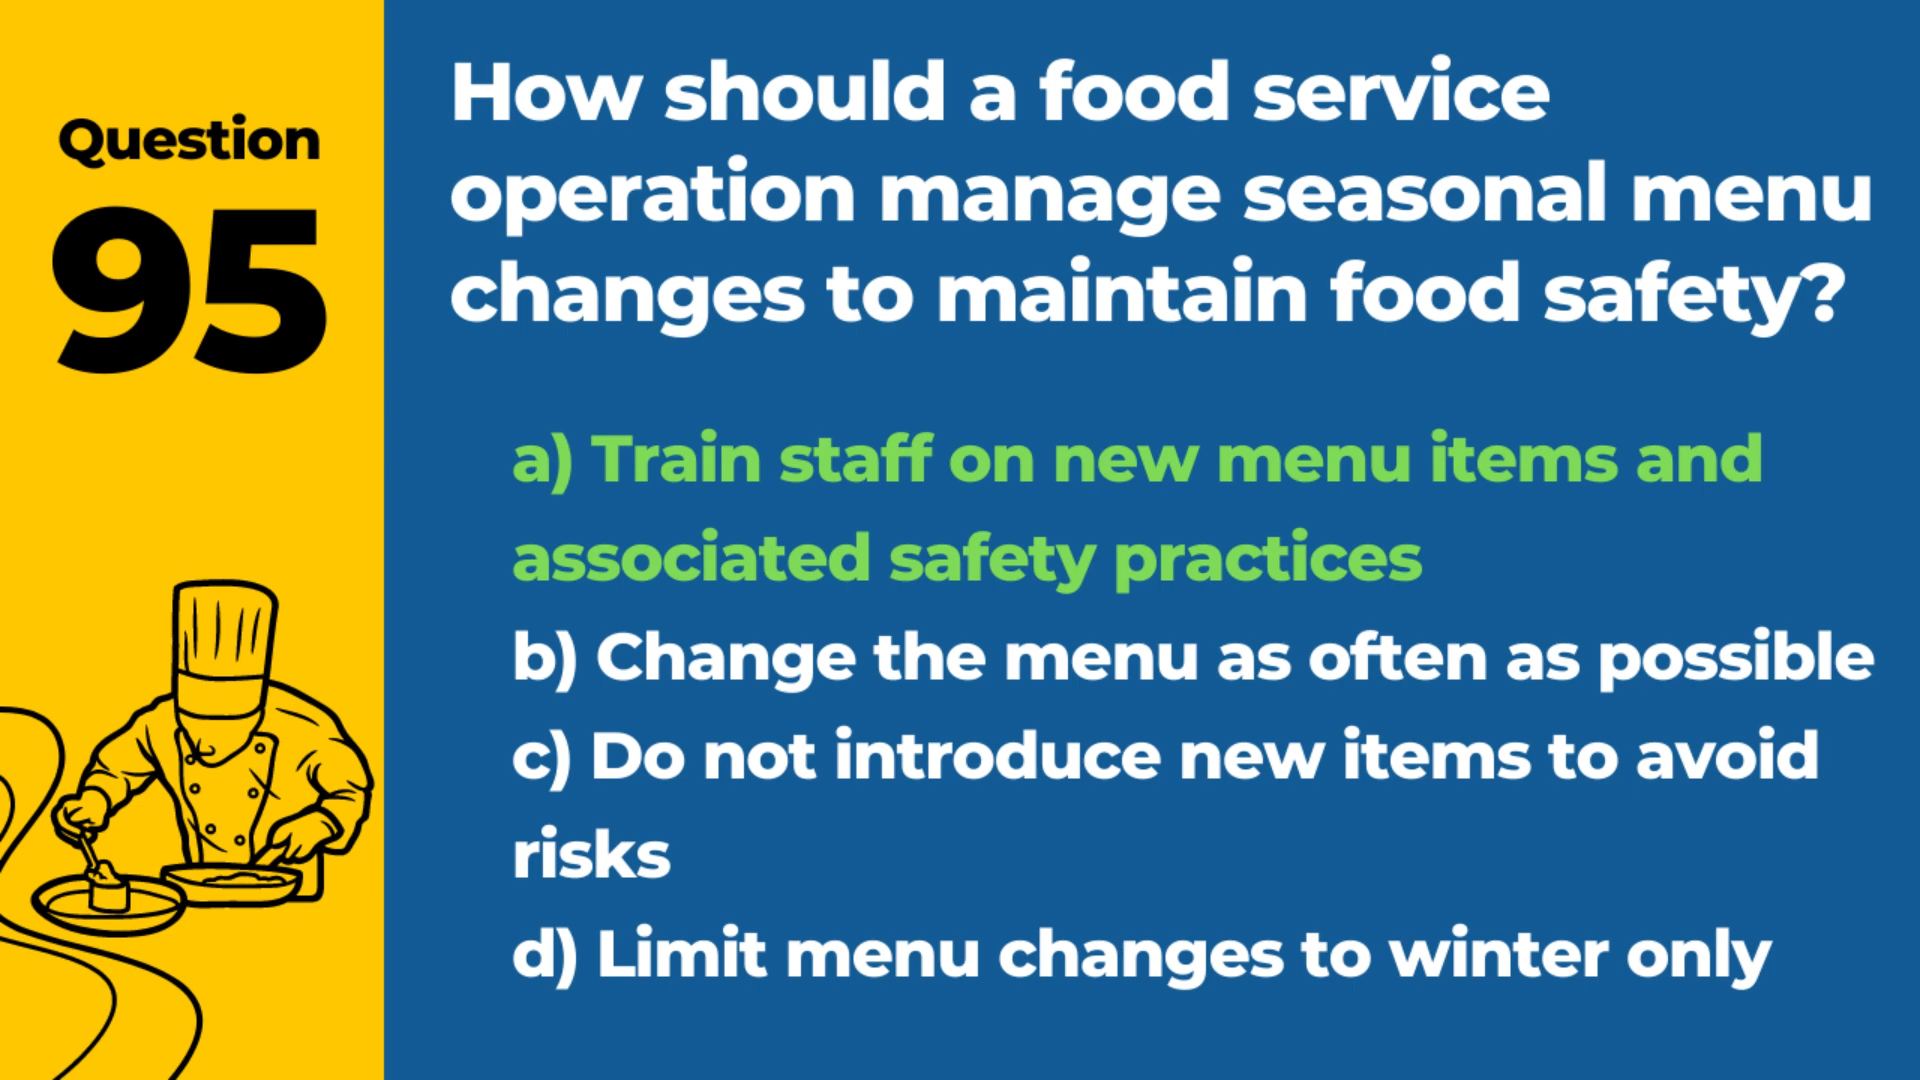 Question
95
How should a food service
operation manage seasonal menu
changes to maintain food safety?
a) Train staff on new menu items and
associated safety practices
b) Change the menu as often as possible
c) Do not introduce new items to avoid
risks
d) Limit menu changes to winter only